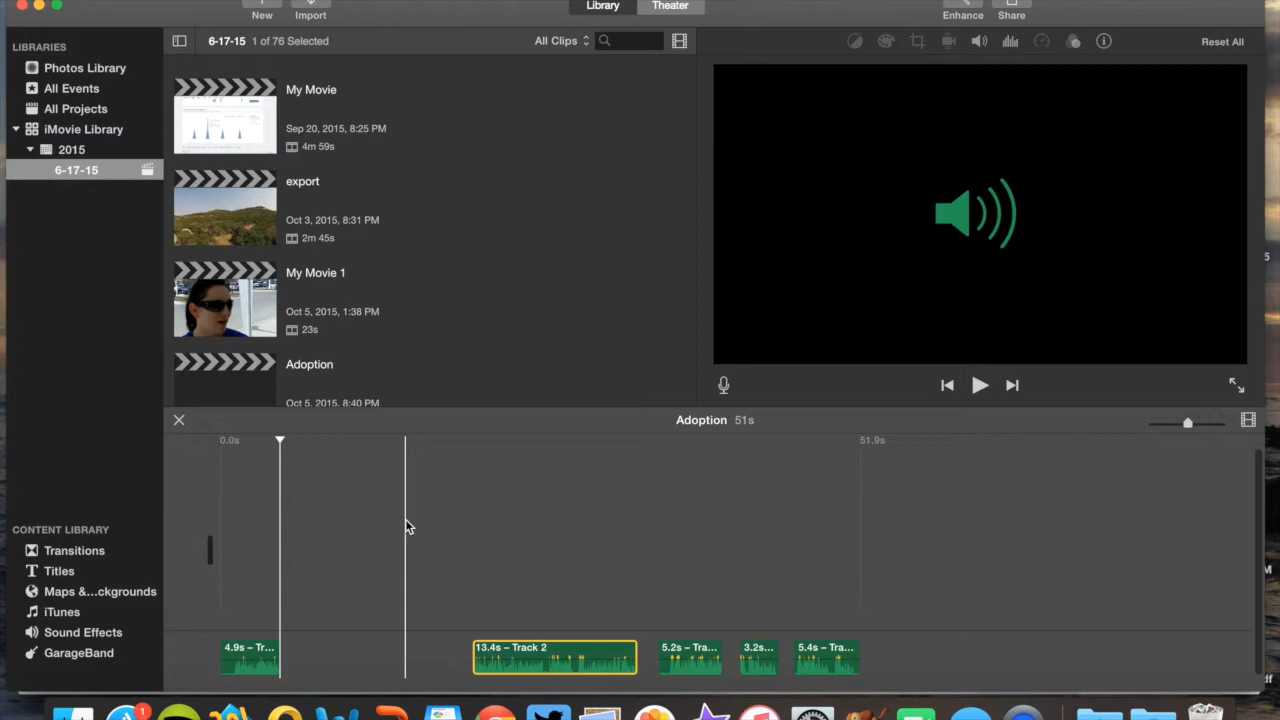 New
Import
Library
Theater
Enhance
Share
LIBRARIES
6-17-15 1 of 76 Selected
All Clips
Reset All
Photos Library
All Events
All Projects
iMovie Library
2015
6-17-15
My Movie
Sep 20, 2015, 8:25 PM
4m 59s
export
Oct 3, 2015, 8:31 PM
2m 45s
My Movie 1
Oct 5, 2015, 1:38 PM
23s
Adoption
Oct 5, 2015, 8:40 PM
Adoption 51s
0.0s
51.9s
CONTENT LIBRARY
Transitions
Titles
Maps &...ckgrounds
iTunes
Sound Effects
GarageBand
4.9s – Tr...
13.4s – Track 2
5.2s – Tra...
3.2s...
5.4s – Tra...
1